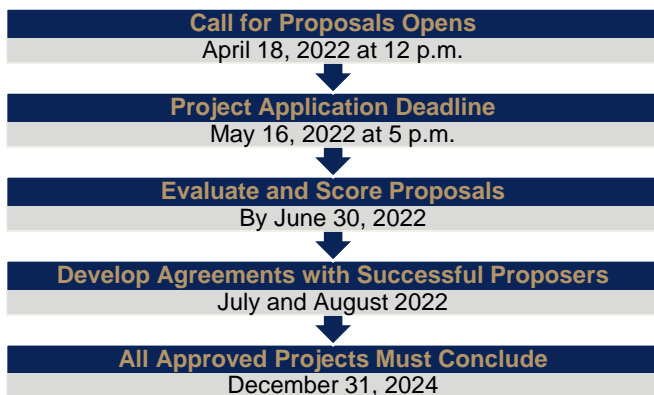 Call for Proposals Opens
April 18, 2022 at 12 p.m.
Project Application Deadline
May 16, 2022 at 5 p.m.
Evaluate and Score Proposals
By June 30, 2022
Develop Agreements with Successful Proposers
July and August 2022
All Approved Projects Must Conclude
December 31, 2024